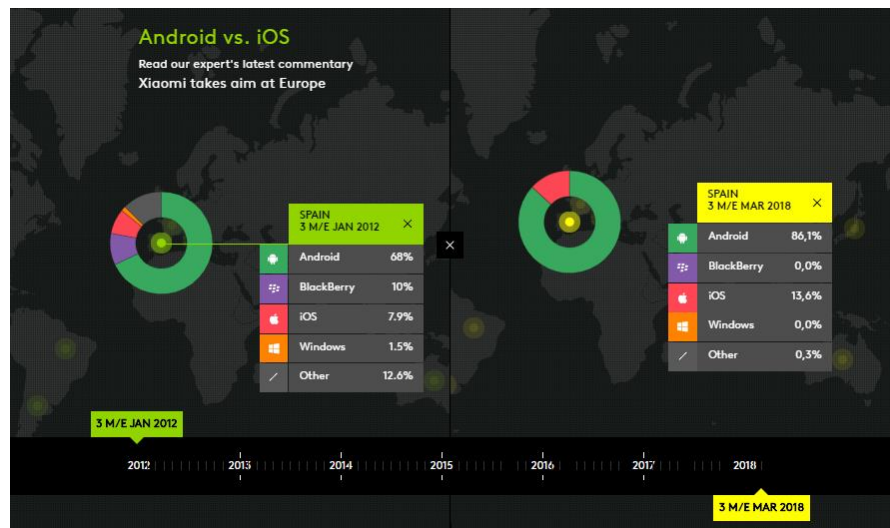 Android vs. iOS
Read our expert's latest commentary
Xiaomi takes aim at Europe
SPAIN
3 M/E JAN 2012 ×
Android 68%
BlackBerry 10%
iOS 7.9%
Windows 1.5%
Other 12.6%
×
SPAIN
3 M/E MAR 2018 ×
Android 86,1%
BlackBerry 0,0%
iOS 13,6%
Windows 0,0%
Other 0,3%
3 M/E JAN 2012
2012 2013 2014 2015 2016 2017 2018
3 M/E MAR 2018